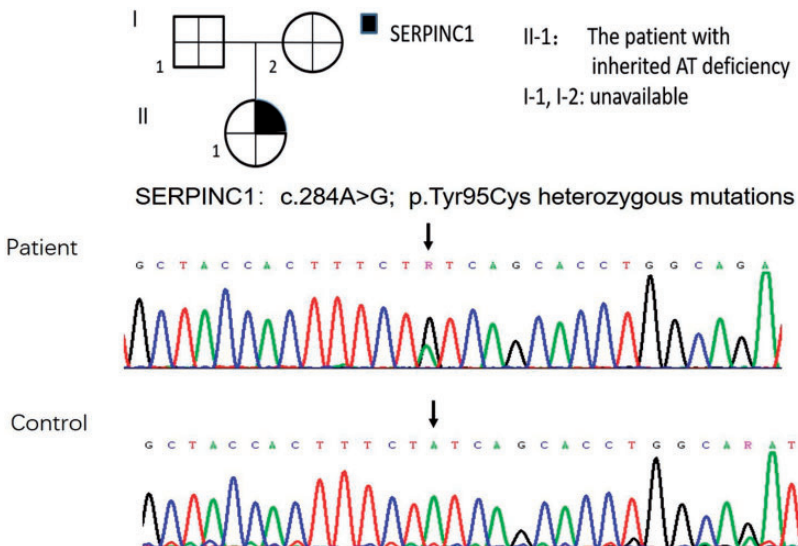 I
1
2
SERPINC1
II-1: The patient with
inherited AT deficiency
I-1, I-2: unavailable
II
1
SERPINC1: c.284A>G; p.Tyr95Cys heterozygous mutations
Patient
G C T A C C A C T T T C T R T C A G C A C C T G G C A G A
Control
G C T A C C A C T T T C T A T C A G C A C C T G G C A R A T